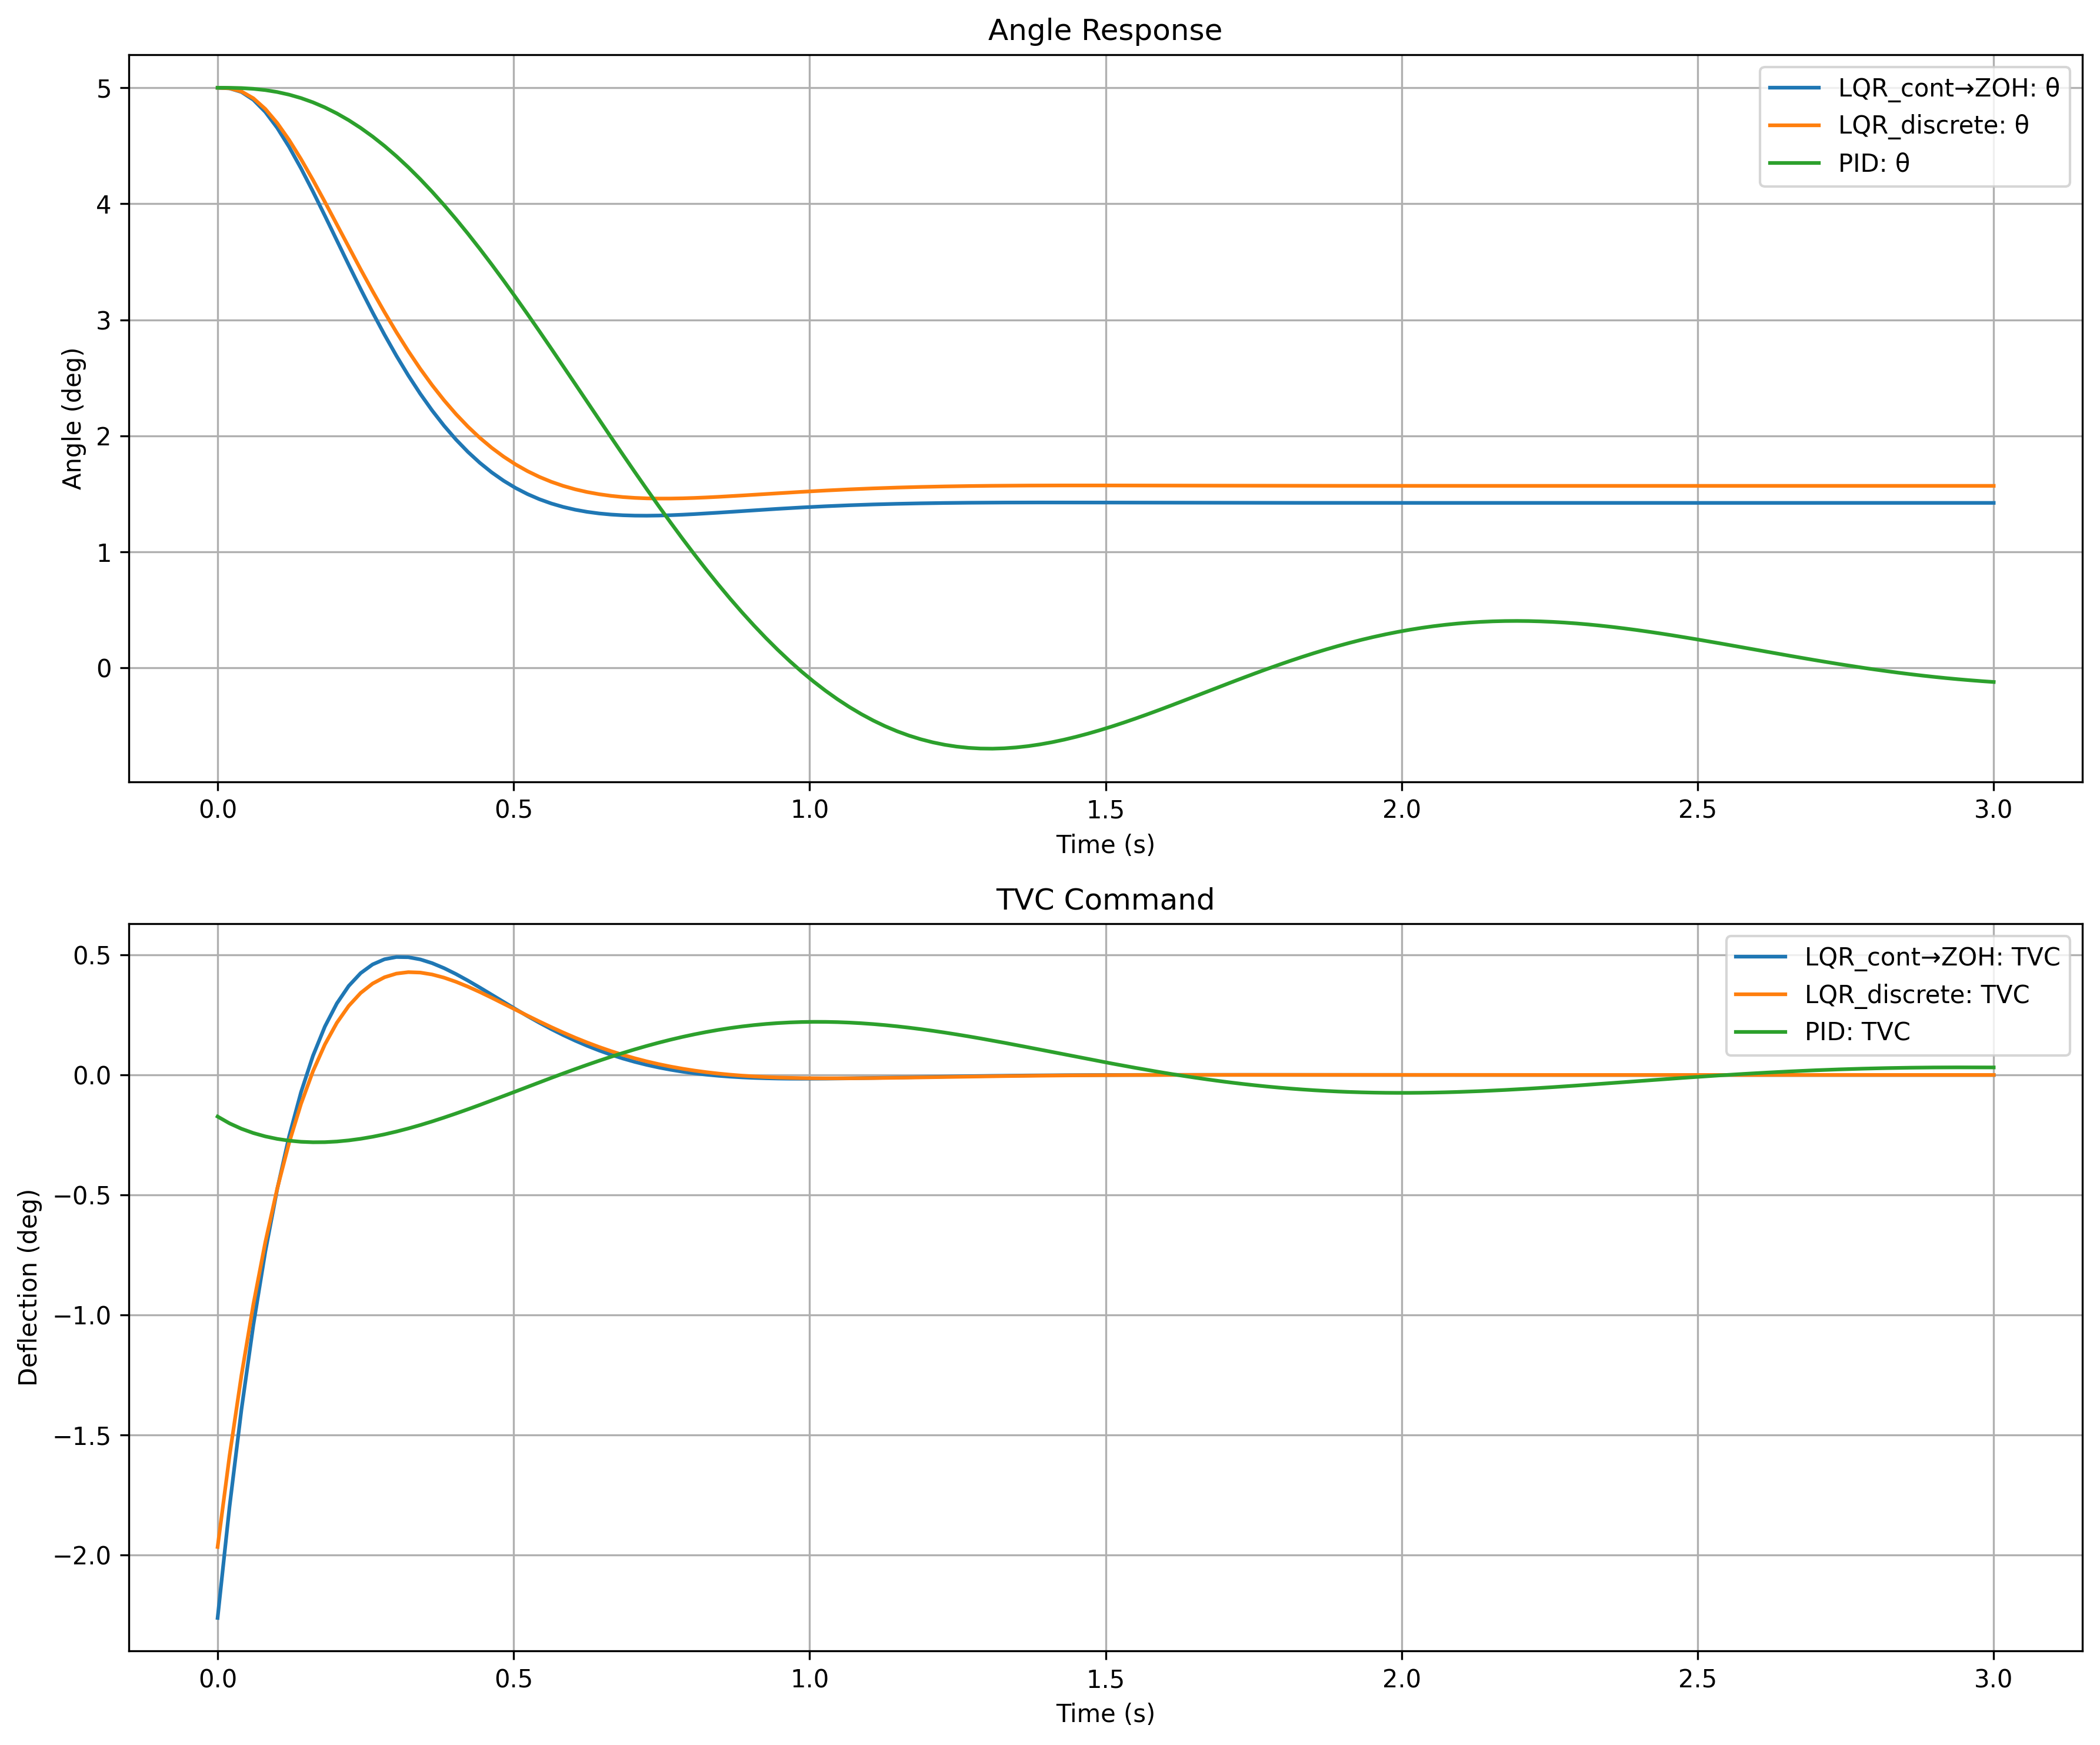 Angle Response
LQR_cont→ZOH: θ
LQR_discrete: θ
PID: θ
Angle (deg)
5
4
3
2
1
0
0.0 0.5 1.0 1.5 2.0 2.5 3.0
Time (s)
TVC Command
LQR_cont→ZOH: TVC
LQR_discrete: TVC
PID: TVC
Deflection (deg)
0.5
0.0
−0.5
−1.0
−1.5
−2.0
0.0 0.5 1.0 1.5 2.0 2.5 3.0
Time (s)